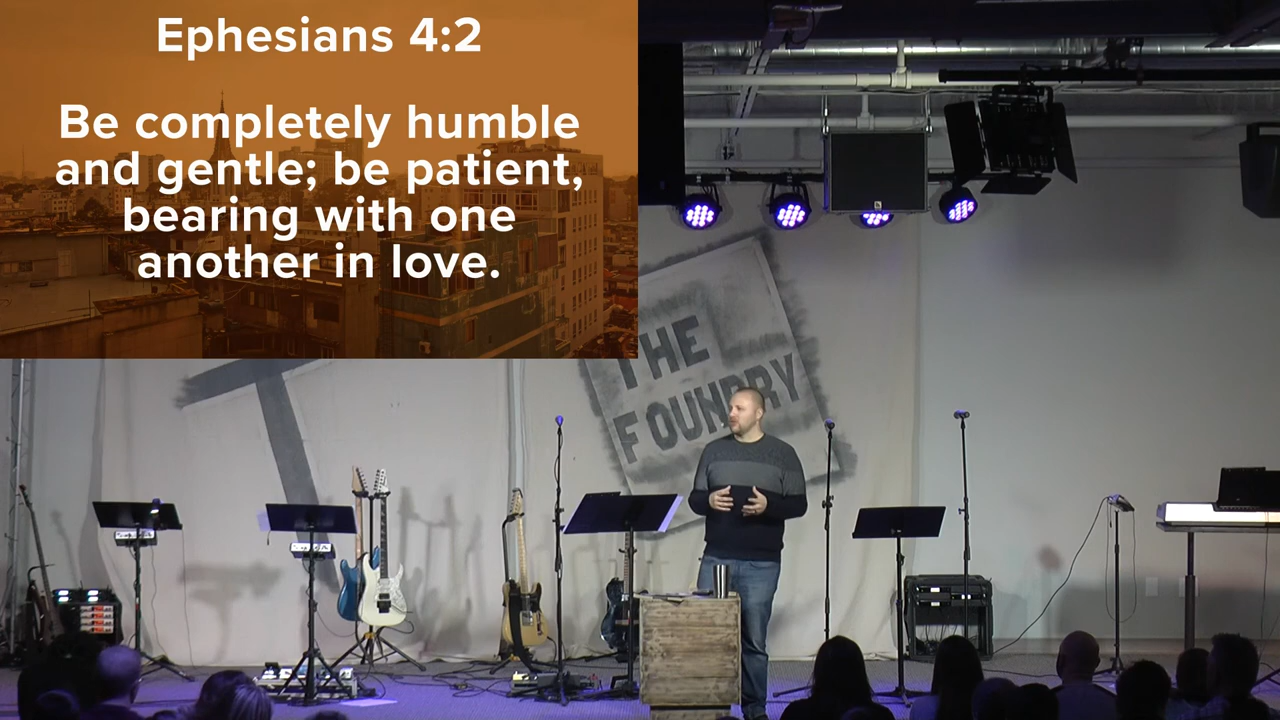 Ephesians 4:2
Be completely humble
and gentle; be patient,
bearing with one
another in love.
THE
FOUNDRY